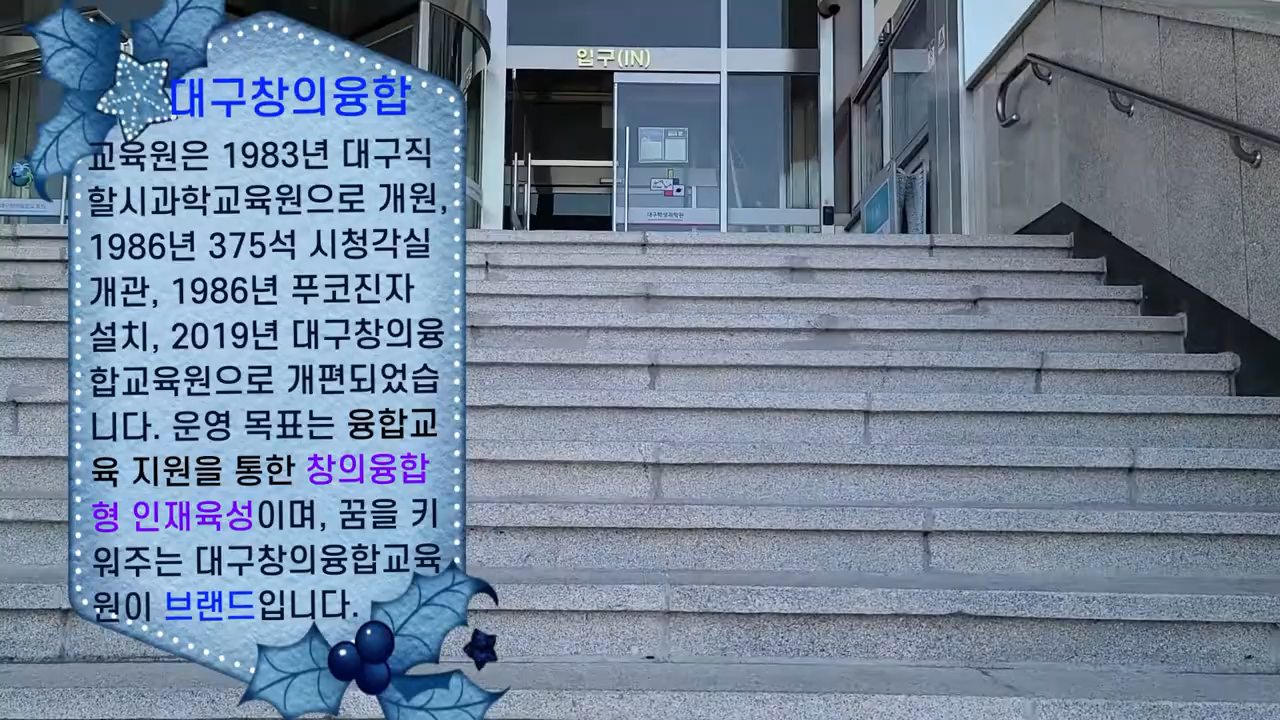 대구창의융합
교육원은 1983년 대구직
할시과학교육원으로 개원,
1986년 375석 시청각실
개관, 1986년 푸코진자
설치, 2019년 대구창의융
합교육원으로 개편되었습
니다. 운영 목표는 융합교
육 지원을 통한 창의융합
형 인재육성이며, 꿈을 키
워주는 대구창의융합교육
원이 브랜드입니다.
입구(IN)